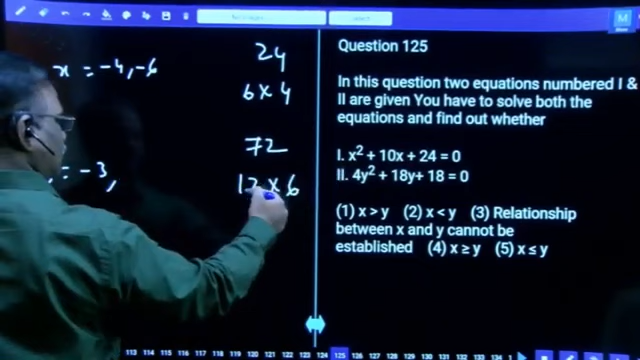 x = -4, -6
24
6 × 4
72
= -3,
12 × 6
Question 125
In this question two equations numbered I &
II are given You have to solve both the
equations and find out whether
I. x² + 10x + 24 = 0
II. 4y² + 18y+ 18 = 0
(1) x > y (2) x < y (3) Relationship
between x and y cannot be
established (4) x ≥ y (5) x ≤ y
113 114 115 116 117 118 119 120 121 122 123 124 125 126 127 128 129 130 131 132 133 134
M